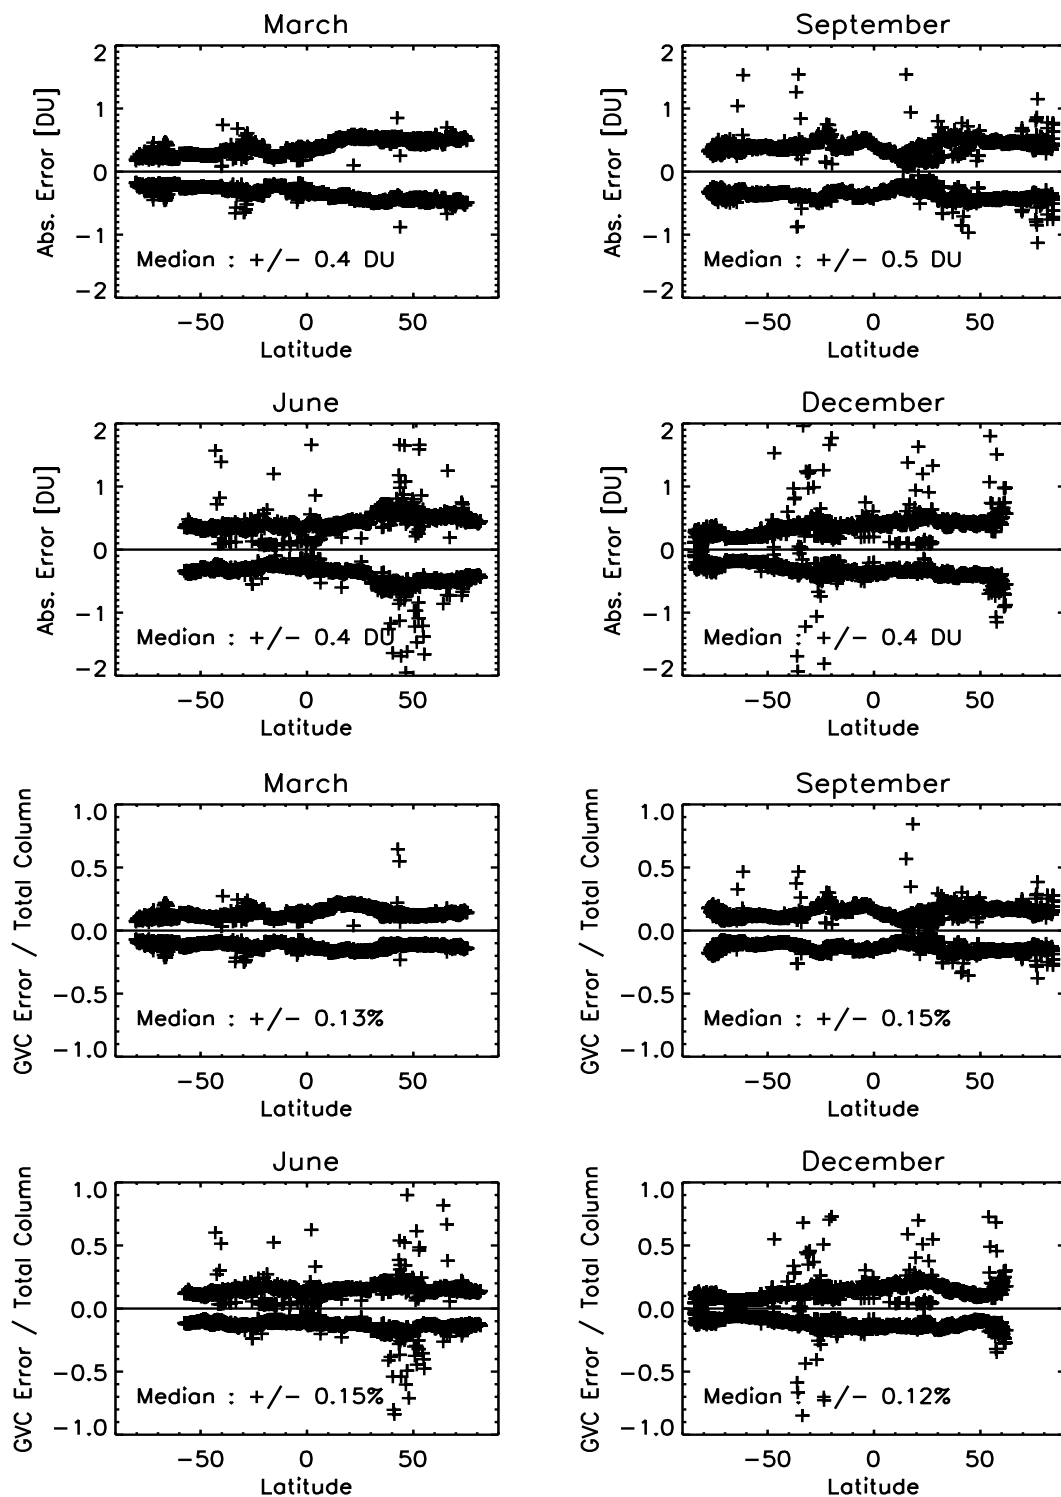 March
2
1
0
−1
−2
Abs. Error [DU]
Median : +/− 0.4 DU
−50 0 50
Latitude
September
2
1
0
−1
−2
Abs. Error [DU]
Median : +/− 0.5 DU
−50 0 50
Latitude
June
2
1
0
−1
−2
Abs. Error [DU]
Median : +/− 0.4 DU
−50 0 50
Latitude
December
2
1
0
−1
−2
Abs. Error [DU]
Median : +/− 0.4 DU
−50 0 50
Latitude
March
1.0
0.5
0.0
−0.5
−1.0
GVC Error / Total Column
Median : +/− 0.13%
−50 0 50
Latitude
September
1.0
0.5
0.0
−0.5
−1.0
GVC Error / Total Column
Median : +/− 0.15%
−50 0 50
Latitude
June
1.0
0.5
0.0
−0.5
−1.0
GVC Error / Total Column
Median : +/− 0.15%
−50 0 50
Latitude
December
1.0
0.5
0.0
−0.5
−1.0
GVC Error / Total Column
Median : +/− 0.12%
−50 0 50
Latitude